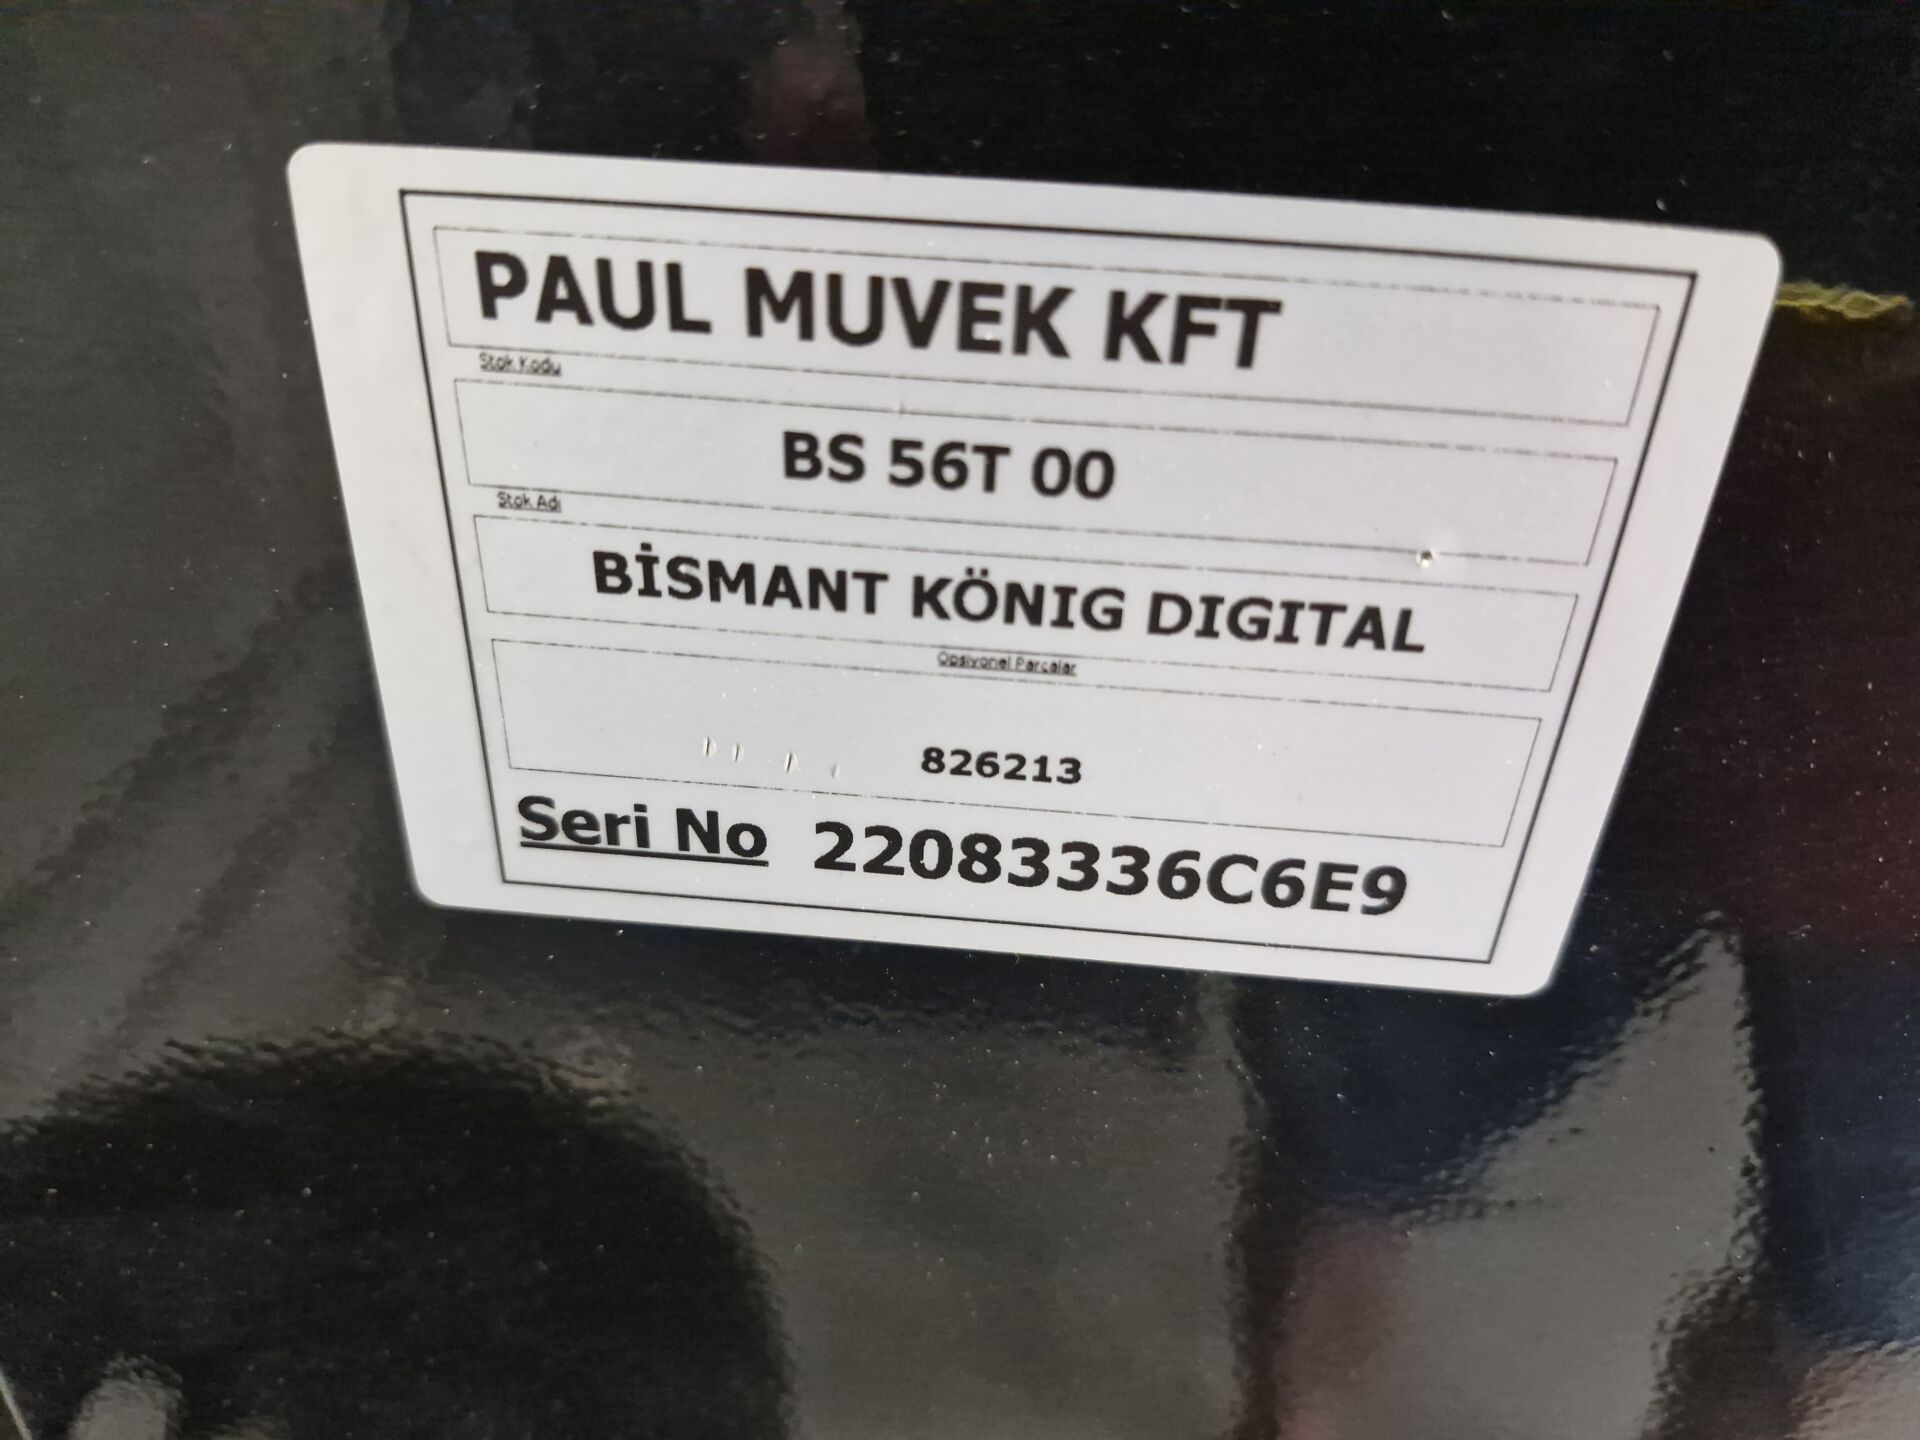 PAUL MUVEK KFT
Stok Kodu
BS 56T 00
Stok Adı
BİSMANT KÖNIG DIGITAL
Opsiyonel Parcalar
826213
Seri No 22083336C6E9